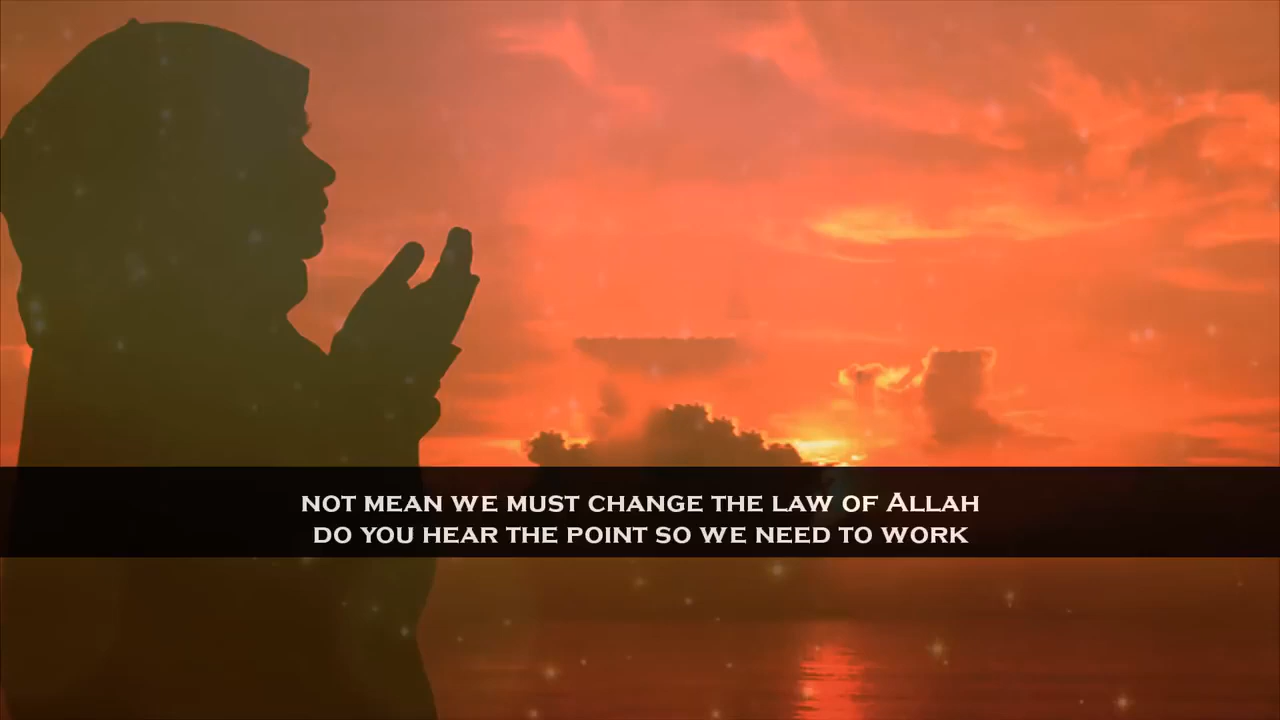 NOT MEAN WE MUST CHANGE THE LAW OF ALLAH
DO YOU HEAR THE POINT SO WE NEED TO WORK